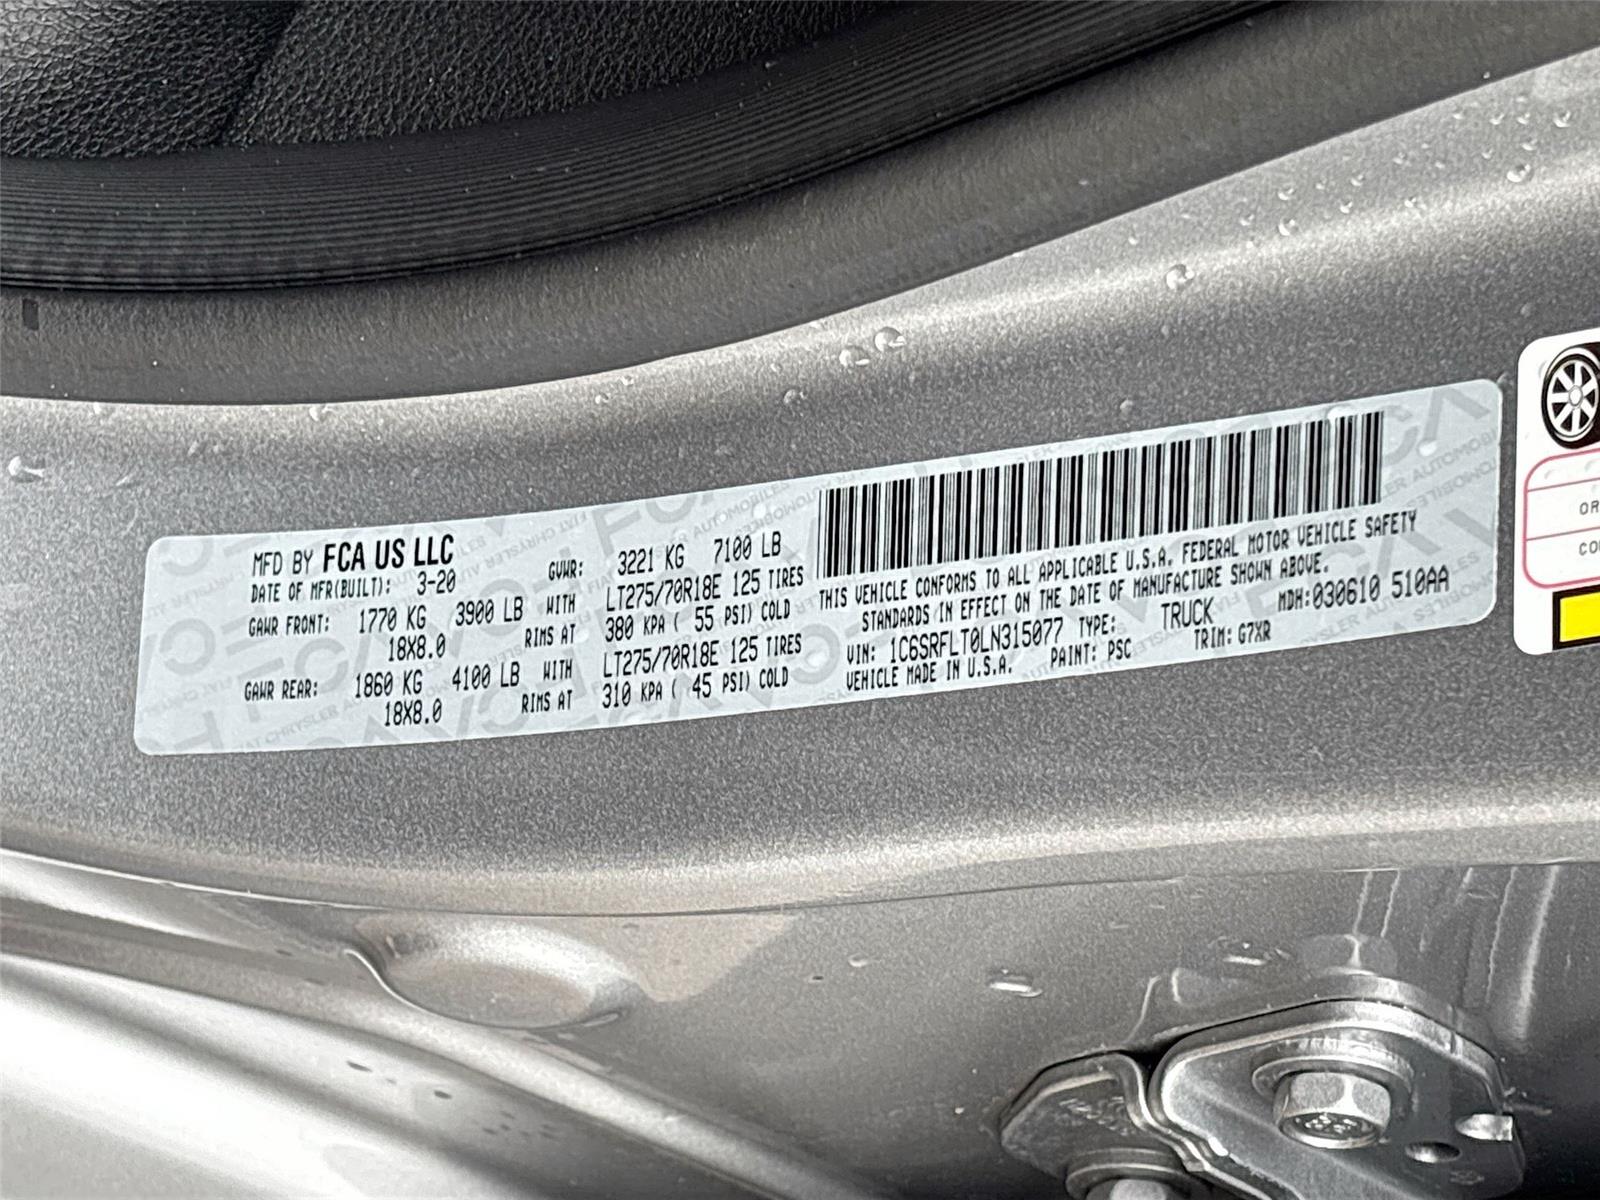 MFD BY FCA US LLC
DATE OF MFR(BUILT): 3-20
GVWR: 3221 KG 7100 LB
GAWR FRONT: 1770 KG 3900 LB WITH LT275/70R18E 125 TIRES
18X8.0 RIMS AT 380 KPA ( 55 PSI) COLD
GAWR REAR: 1860 KG 4100 LB WITH LT275/70R18E 125 TIRES
18X8.0 RIMS AT 310 KPA ( 45 PSI) COLD
THIS VEHICLE CONFORMS TO ALL APPLICABLE U.S.A. FEDERAL MOTOR VEHICLE SAFETY
STANDARDS IN EFFECT ON THE DATE OF MANUFACTURE SHOWN ABOVE.
VIN: 1C6SRFLT0LN315077 TYPE: TRUCK MDH:030610 510AA
VEHICLE MADE IN U.S.A. PAINT: PSC TRIM: G7XR